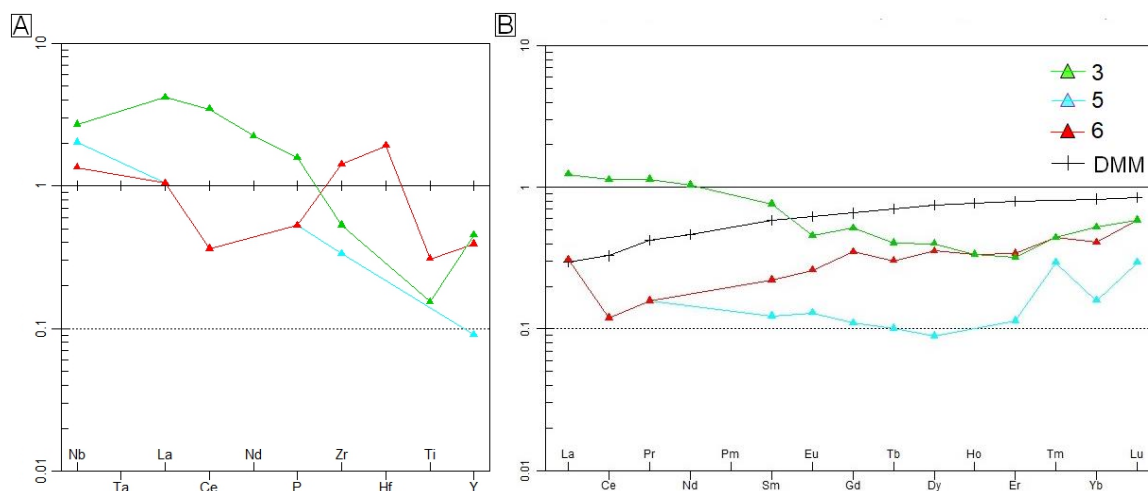 A
10
1
0.1
0.01
Nb La Nd Zr Ti
Ta Ce P Hf Y
B
10
1
0.1
0.01
3
5
6
DMM
La Pr Pm Eu Tb Ho Tm Lu
Ce Nd Sm Gd Dy Er Yb